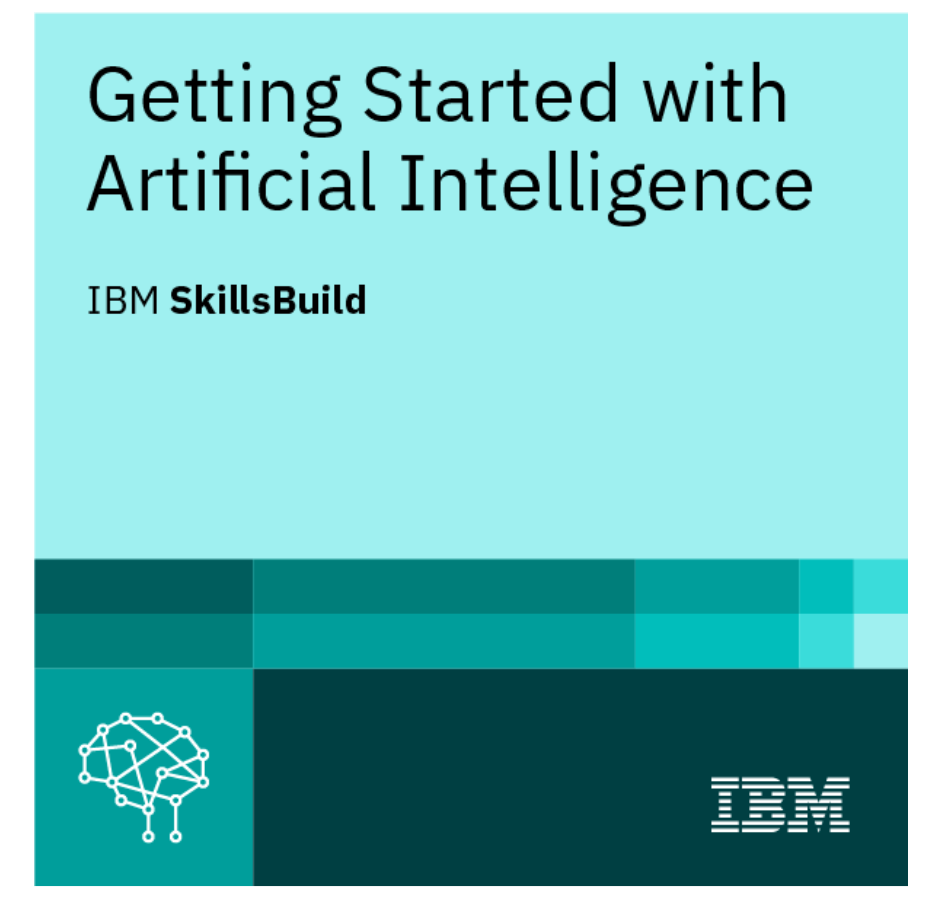 Getting Started with
Artificial Intelligence
IBM SkillsBuild
IBM